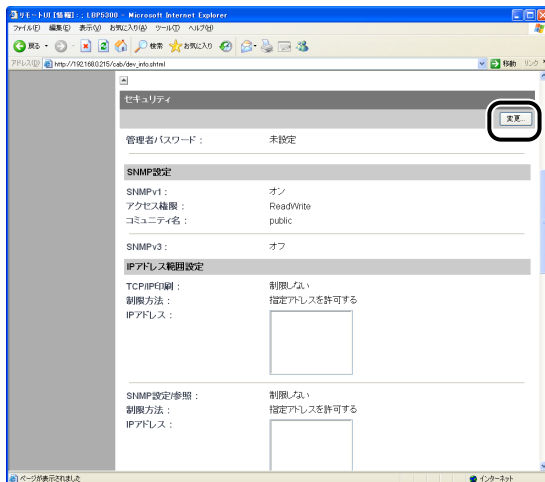 リモートUI [情報] : ; LBP5300 - Microsoft Internet Explorer
ファイル(F) 編集(E) 表示(V) お気に入り(A) ツール(T) ヘルプ(H)
戻る 検索 お気に入り
アドレス(D) http://192.168.0.215/cab/dev_info.shtml 移動 リンク
セキュリティ
変更...
管理者パスワード : 未設定
SNMP設定
SNMPv1 : オン
アクセス権限 : ReadWrite
コミュニティ名 : public
SNMPv3 : オフ
IPアドレス範囲設定
TCP/IP印刷 : 制限しない
制限方法 : 指定アドレスを許可する
IPアドレス :
SNMP設定/参照 : 制限しない
制限方法 : 指定アドレスを許可する
IPアドレス :
ページが表示されました インターネット